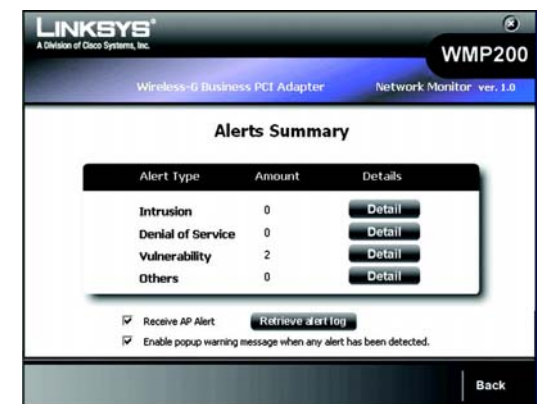 LINKSYS®
A Division of Cisco Systems, Inc.
WMP200
Wireless-G Business PCI Adapter Network Monitor ver. 1.0
Alerts Summary
Alert Type Amount Details
Intrusion 0 Detail
Denial of Service 0 Detail
Vulnerability 2 Detail
Others 0 Detail
Receive AP Alert Retrieve alert log
Enable popup warning message when any alert has been detected.
Back